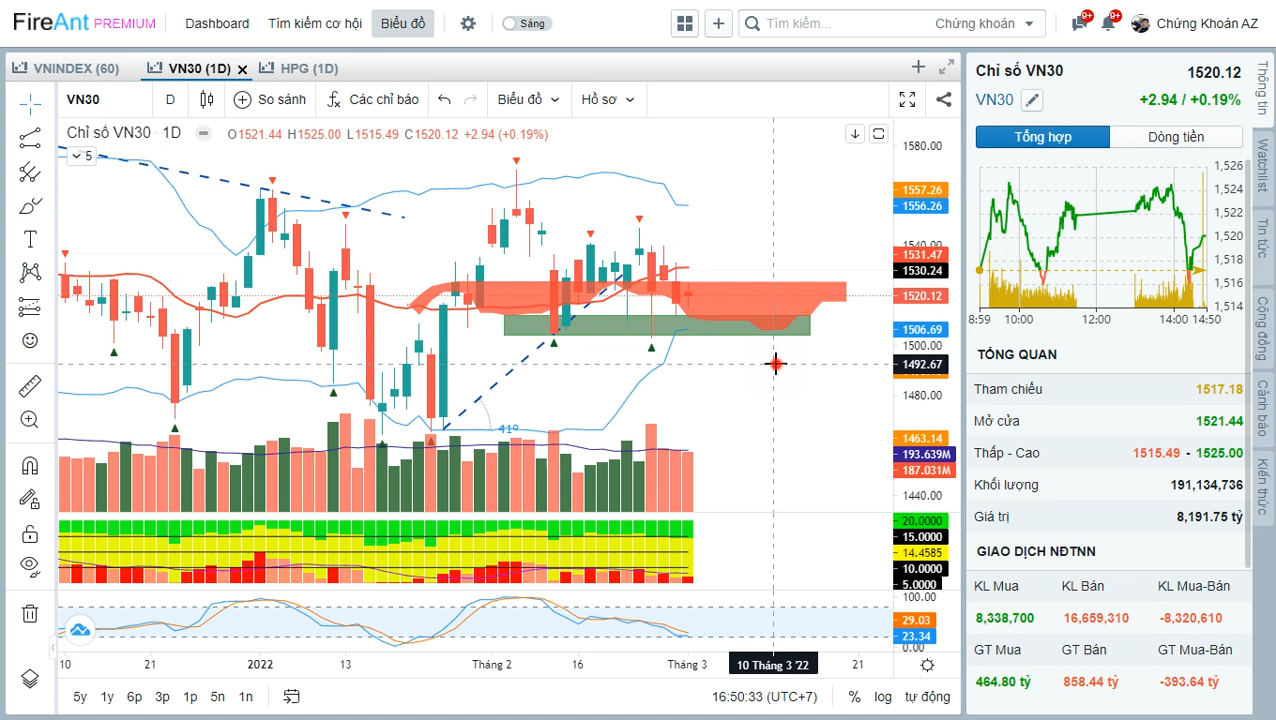 FireAnt PREMIUM Dashboard Tìm kiếm cơ hội Biểu đồ Sáng Tìm kiếm... Chứng khoán 9+ 9+ Chứng Khoán AZ
VNINDEX (60) VN30 (1D) HPG (1D)
VN30 D So sánh Các chỉ báo Biểu đồ Hồ sơ
Chỉ số VN30 · 1D O1521.44 H1525.00 L1515.49 C1520.12 +2.94 (+0.19%)
5
41º
1580.00
1557.26
1556.26
1540.00
1531.47
1530.24
1520.12
1506.69
1500.00
1492.67
1480.00
1463.14
193.639M
187.031M
1440.00
20.0000
15.0000
14.4585
10.0000
5.0000
100.00
29.03
23.34
0.00
10 21 2022 13 Tháng 2 16 Tháng 3 10 Tháng 3 '22 21
5y 1y 6p 3p 1p 5n 1n 16:50:33 (UTC+7) % log tự động
Chỉ số VN30 1520.12
VN30 +2.94 / +0.19%
Tổng hợp Dòng tiền
1,526
1,524
1,522
1,520
1,518
1,516
1,514
8:59 10:00 12:00 14:00 14:50
TỔNG QUAN
Tham chiếu 1517.18
Mở cửa 1521.44
Thấp - Cao 1515.49 - 1525.00
Khối lượng 191,134,736
Giá trị 8,191.75 tỷ
GIAO DỊCH NĐTNN
KL Mua KL Bán KL Mua-Bán
8,338,700 16,659,310 -8,320,610
GT Mua GT Bán GT Mua-Bán
464.80 tỷ 858.44 tỷ -393.64 tỷ
Thông tin
Watchlist
Tin tức
Cộng đồng
Cảnh báo
Kiến thức